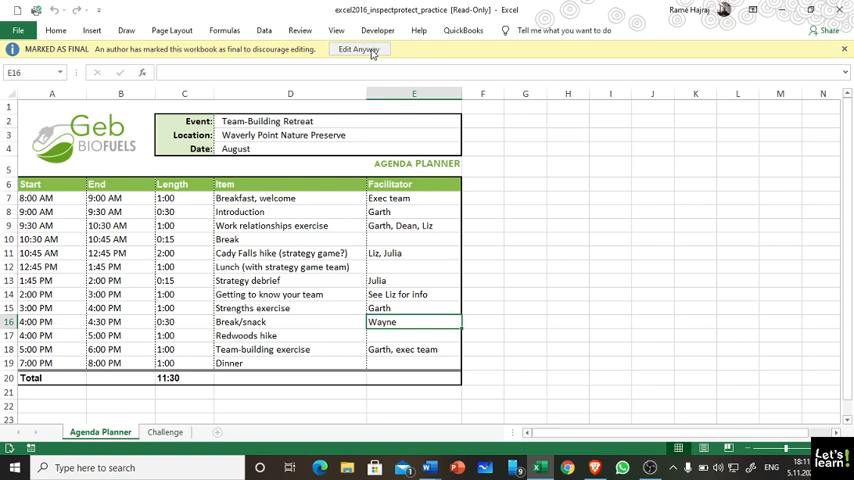 excel2016_inspectprotect_practice [Read-Only] - Excel
Ramë Hajraj
File Home Insert Draw Page Layout Formulas Data Review View Developer Help QuickBooks Tell me what you want to do Share
MARKED AS FINAL An author has marked this workbook as final to discourage editing. Edit Anyway
E16 fx
A B C D E F G H I J K L M N
1
2 Event: Team-Building Retreat
3 Location: Waverly Point Nature Preserve
4 Date: August
Geb
BIOFUELS
5 AGENDA PLANNER
6 Start End Length Item Facilitator
7 8:00 AM 9:00 AM 1:00 Breakfast, welcome Exec team
8 9:00 AM 9:30 AM 0:30 Introduction Garth
9 9:30 AM 10:30 AM 1:00 Work relationships exercise Garth, Dean, Liz
10 10:30 AM 10:45 AM 0:15 Break
11 10:45 AM 12:45 PM 2:00 Cady Falls hike (strategy game?) Liz, Julia
12 12:45 PM 1:45 PM 1:00 Lunch (with strategy game team)
13 1:45 PM 2:00 PM 0:15 Strategy debrief Julia
14 2:00 PM 3:00 PM 1:00 Getting to know your team See Liz for info
15 3:00 PM 4:00 PM 1:00 Strengths exercise Garth
16 4:00 PM 4:30 PM 0:30 Break/snack Wayne
17 4:00 PM 5:00 PM 1:00 Redwoods hike
18 5:00 PM 6:00 PM 1:00 Team-building exercise Garth, exec team
19 7:00 PM 8:00 PM 1:00 Dinner
20 Total 11:30
21
22
23
Agenda Planner Challenge
Type here to search
ENG
18:11
5.11.202
Let's
learn!